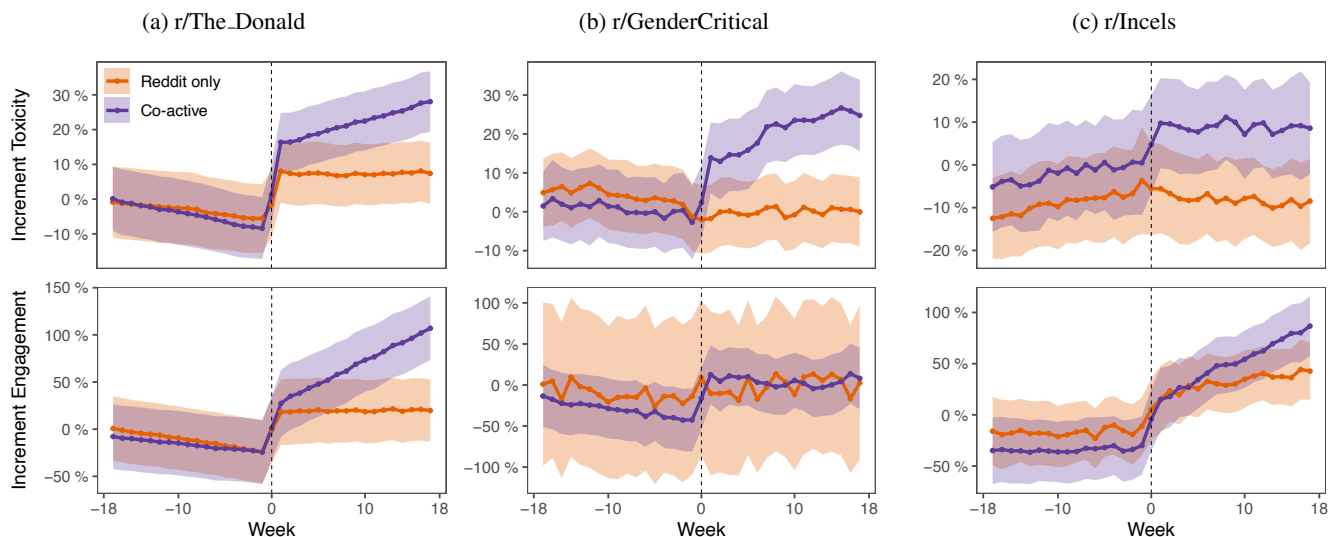 (a) r/The_Donald
(b) r/GenderCritical
(c) r/Incels
Reddit only
Co-active
Increment Toxicity
30 %
20 %
10 %
0 %
−10 %
30 %
20 %
10 %
0 %
−10 %
20 %
10 %
0 %
−10 %
−20 %
Increment Engagement
150 %
100 %
50 %
0 %
−50 %
100 %
50 %
0 %
−50 %
−100 %
100 %
50 %
0 %
−50 %
−18 −10 0 10 18
−18 −10 0 10 18
−18 −10 0 10 18
Week
Week
Week